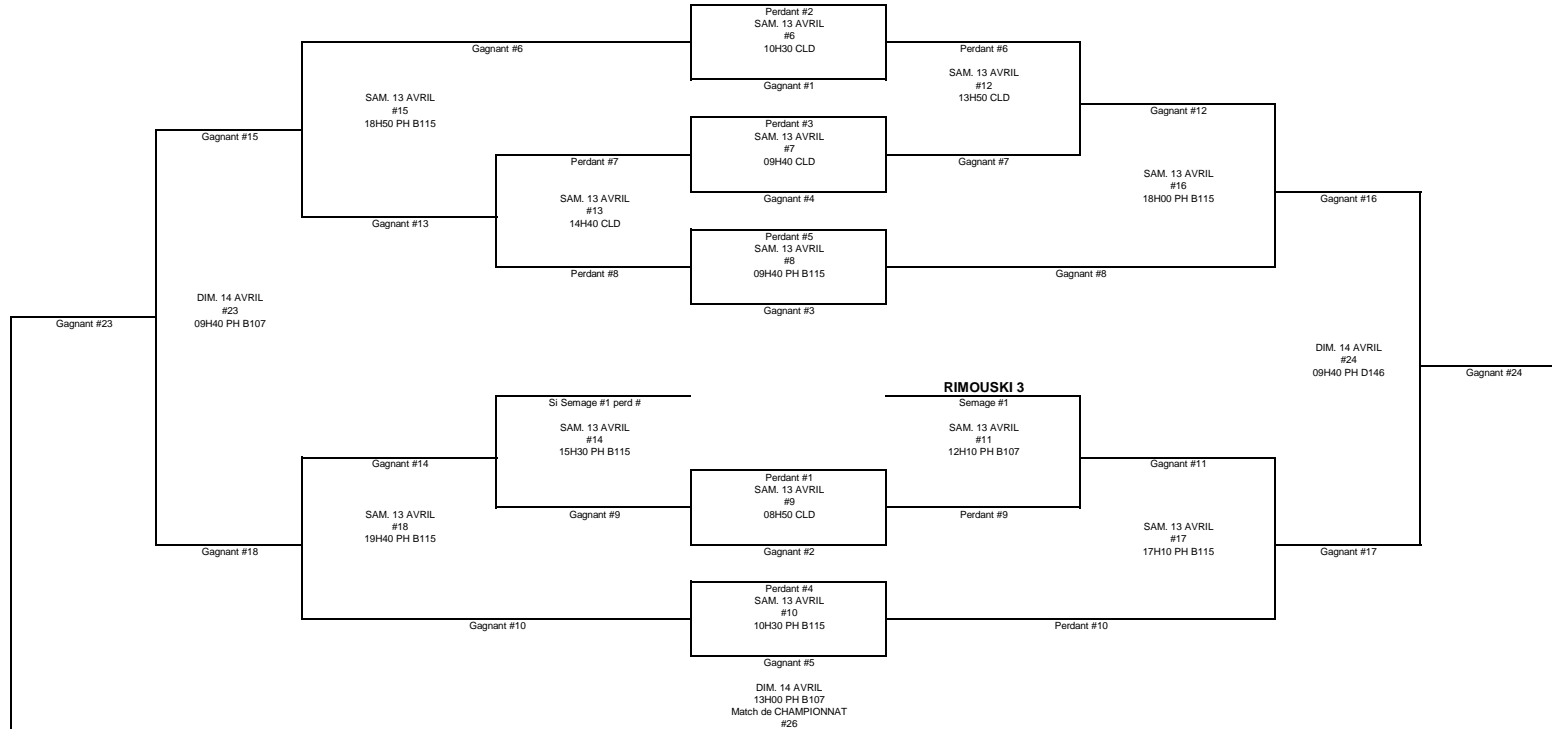 Perdant #2
SAM. 13 AVRIL
#6
10H30 CLD
Gagnant #6
Perdant #6
Gagnant #1
SAM. 13 AVRIL
#12
13H50 CLD
SAM. 13 AVRIL
#15
18H50 PH B115
Gagnant #12
Perdant #3
SAM. 13 AVRIL
#7
09H40 CLD
Gagnant #15
Perdant #7
Gagnant #7
SAM. 13 AVRIL
#16
18H00 PH B115
Gagnant #4
SAM. 13 AVRIL
#13
14H40 CLD
Gagnant #16
Gagnant #13
Perdant #5
SAM. 13 AVRIL
#8
09H40 PH B115
Perdant #8
Gagnant #8
Gagnant #3
DIM. 14 AVRIL
#23
09H40 PH B107
Gagnant #23
DIM. 14 AVRIL
#24
09H40 PH D146
Gagnant #24
RIMOUSKI 3
Si Semage #1 perd #
Semage #1
SAM. 13 AVRIL
#14
15H30 PH B115
SAM. 13 AVRIL
#11
12H10 PH B107
Gagnant #14
Gagnant #11
Perdant #1
SAM. 13 AVRIL
#9
08H50 CLD
Gagnant #9
Perdant #9
SAM. 13 AVRIL
#18
19H40 PH B115
SAM. 13 AVRIL
#17
17H10 PH B115
Gagnant #2
Gagnant #18
Gagnant #17
Perdant #4
SAM. 13 AVRIL
#10
10H30 PH B115
Gagnant #10
Perdant #10
Gagnant #5
DIM. 14 AVRIL
13H00 PH B107
Match de CHAMPIONNAT
#26